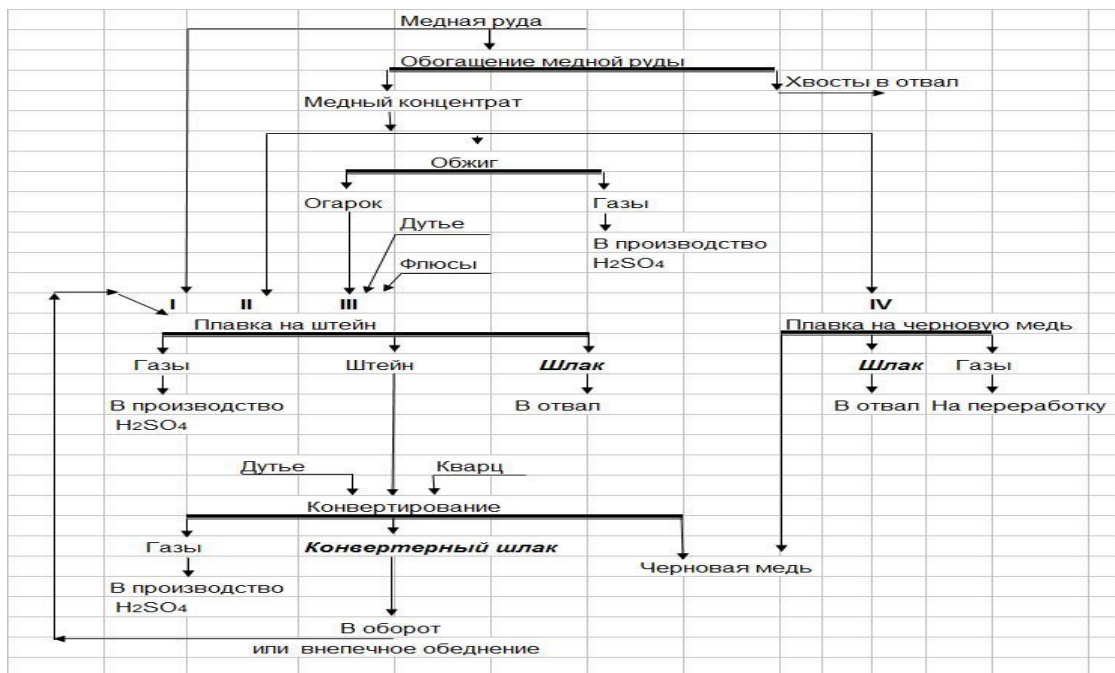 Медная руда
Обогащение медной руды
Хвосты в отвал
Медный концентрат
Обжиг
Огарок
Газы
Дутье
В производство
H₂SO₄
Флюсы
I II III IV
Плавка на штейн
Плавка на черновую медь
Газы
Штейн
Шлак
Шлак
Газы
В производство
H₂SO₄
В отвал
В отвал
На переработку
Дутье
Кварц
Конвертирование
Газы
Конвертерный шлак
Черновая медь
В производство
H₂SO₄
В оборот
или внепечное обеднение